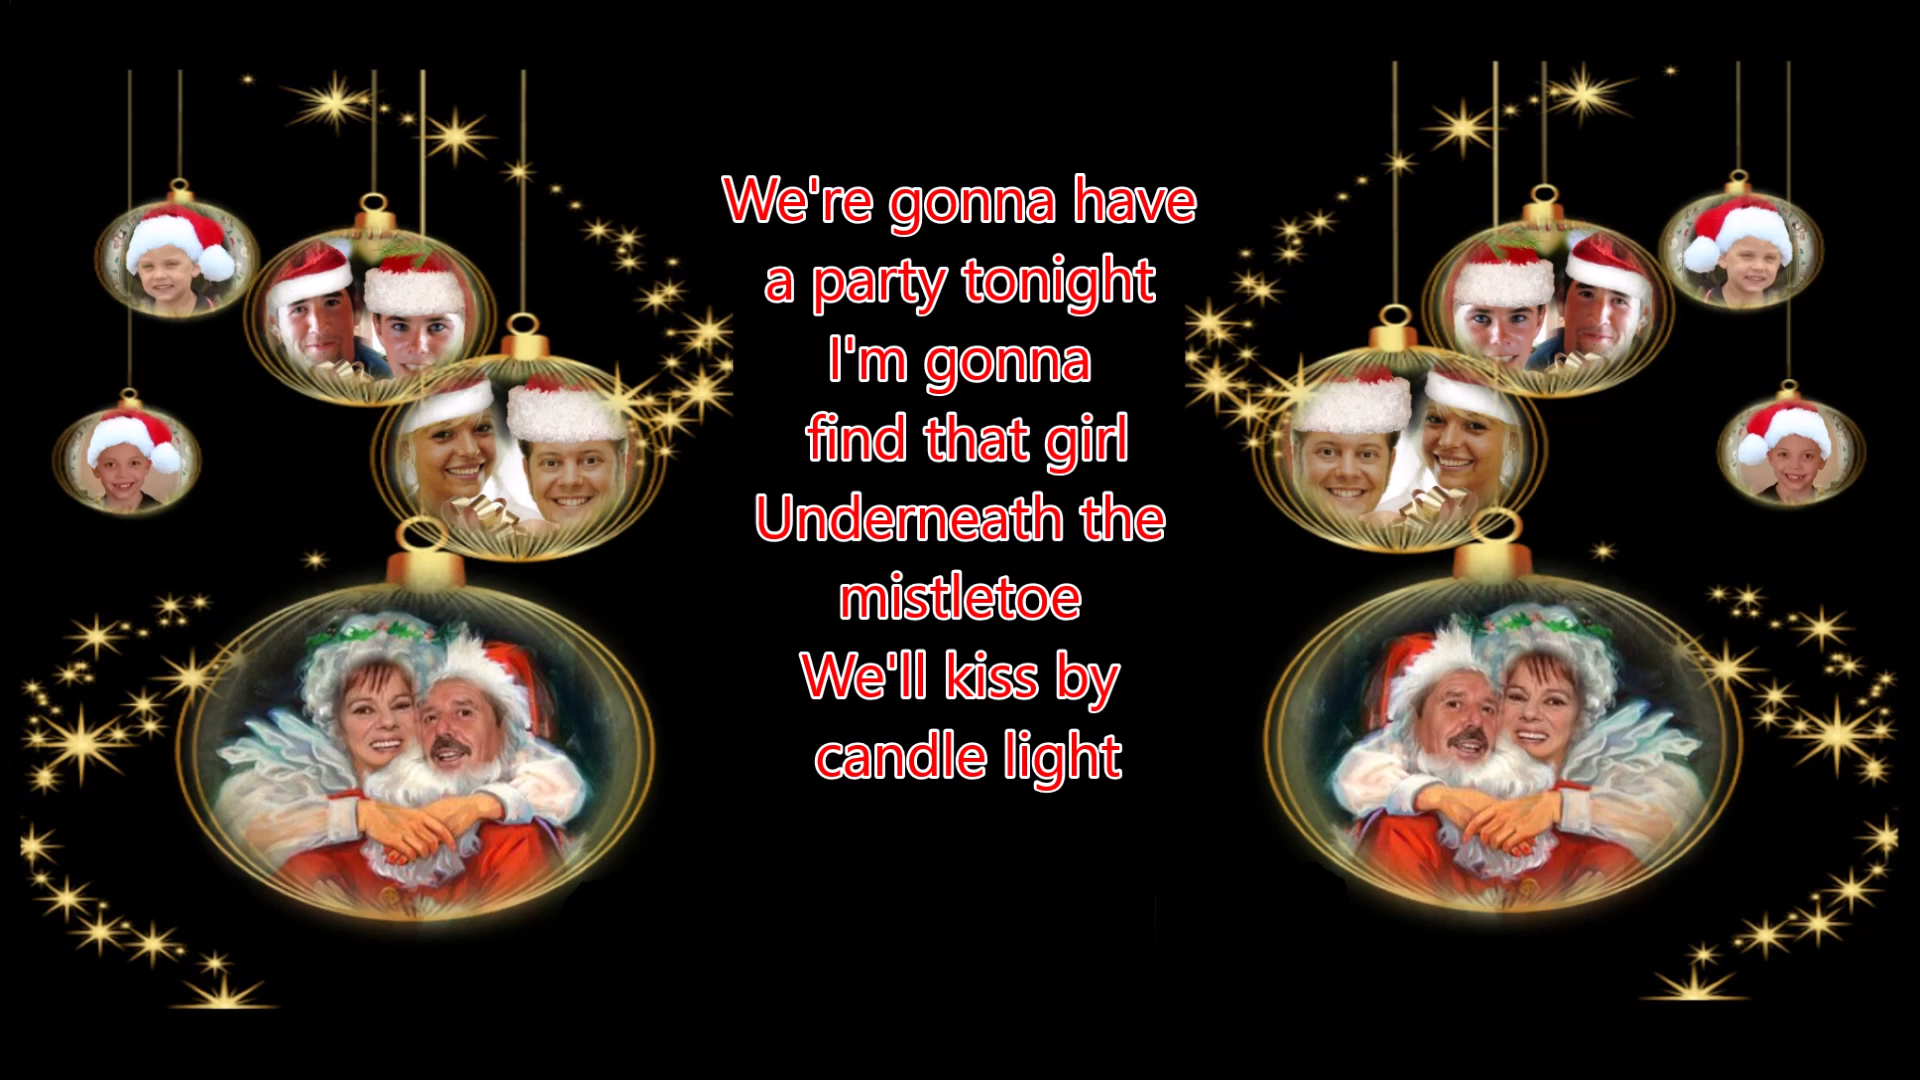 We're gonna have
a party tonight
I'm gonna
find that girl
Underneath the
mistletoe
We'll kiss by
candle light